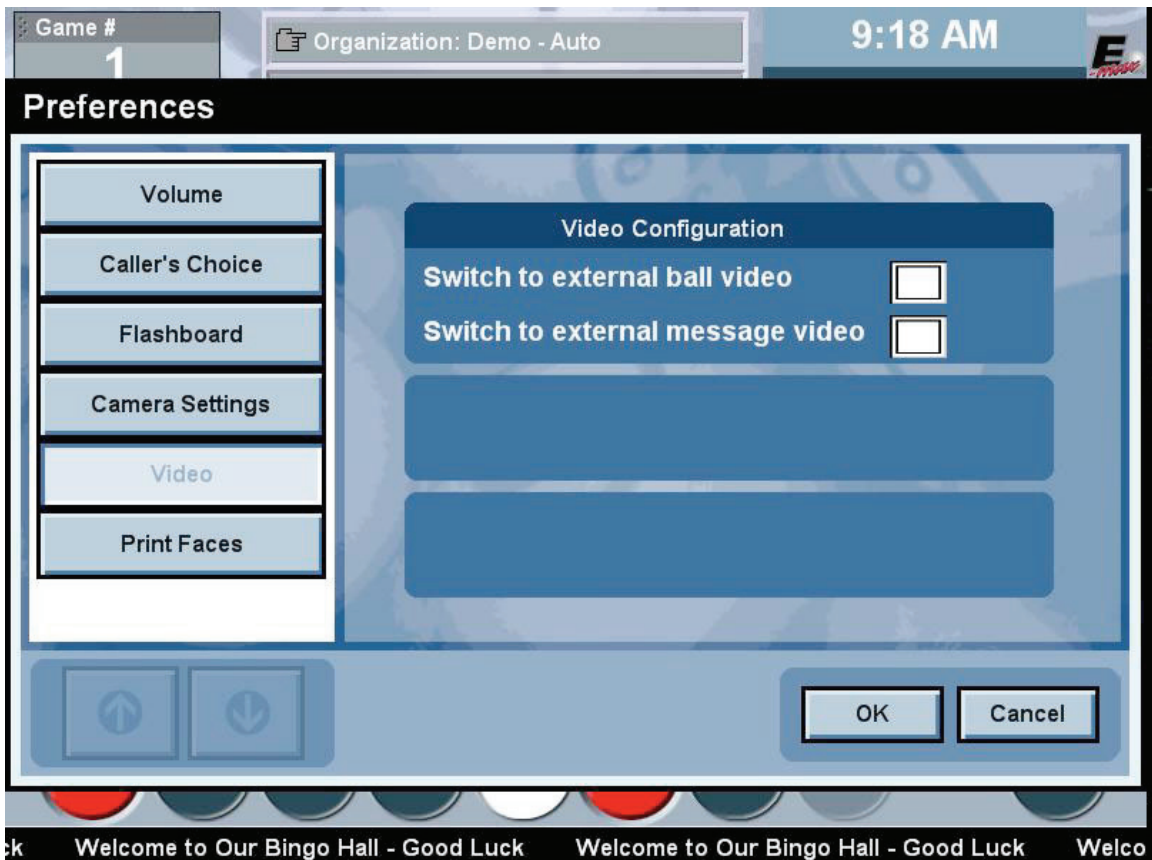 Game #
1
Organization: Demo - Auto
9:18 AM
E
-max
Preferences
Volume
Caller's Choice
Flashboard
Camera Settings
Video
Print Faces
Video Configuration
Switch to external ball video
Switch to external message video
OK
Cancel
ck Welcome to Our Bingo Hall - Good Luck Welcome to Our Bingo Hall - Good Luck Welco